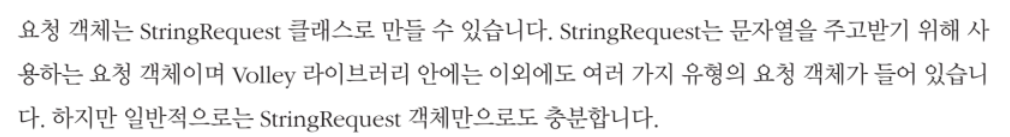 요청 객체는 StringRequest 클래스로 만들 수 있습니다. StringRequest는 문자열을 주고받기 위해 사
용하는 요청 객체이며 Volley 라이브러리 안에는 이외에도 여러 가지 유형의 요청 객체가 들어 있습니
다. 하지만 일반적으로는 StringRequest 객체만으로도 충분합니다.